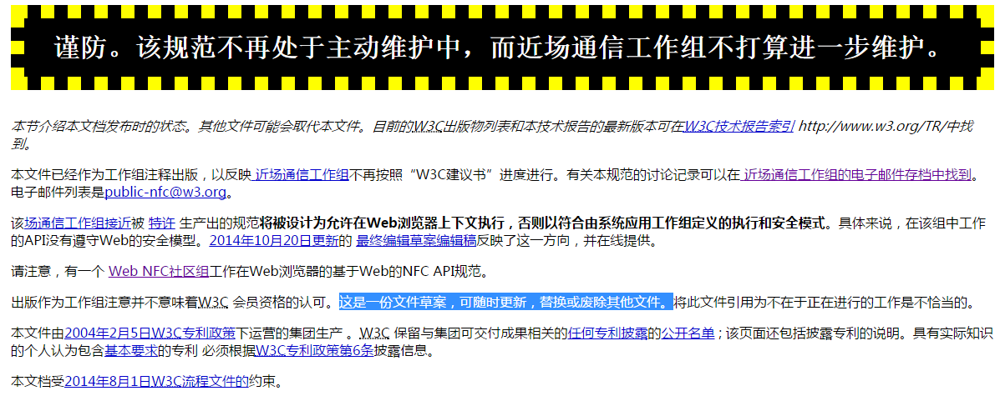 谨防。该规范不再处于主动维护中，而近场通信工作组不打算进一步维护。
本节介绍本文档发布时的状态。其他文件可能会取代本文件。目前的W3C出版物列表和本技术报告的最新版本可在W3C技术报告索引 http://www.w3.org/TR/中找
到。
本文件已经作为工作组注释出版，以反映 近场通信工作组不再按照“W3C建议书”进度进行。有关本规范的讨论记录可以在 近场通信工作组的电子邮件存档中找到。
电子邮件列表是public-nfc@w3.org。
该场通信工作组接近被 特许 生产出的规范将被设计为允许在Web浏览器上下文执行，否则以符合由系统应用工作组定义的执行和安全模式。具体来说，在该组中工作
的API没有遵守Web的安全模型。2014年10月20日更新的 最终编辑草案编辑稿反映了这一方向，并在线提供。
请注意，有一个 Web NFC社区组工作在Web浏览器的基于Web的NFC API规范。
出版作为工作组注意并不意味着W3C 会员资格的认可。这是一份文件草案，可随时更新，替换或废除其他文件。将此文件引用为不在于正在进行的工作是不恰当的。
本文件由2004年2月5日W3C专利政策下运营的集团生产 。W3C 保留与集团可交付成果相关的任何专利披露的公开名单；该页面还包括披露专利的说明。具有实际知识
的个人认为包含基本要求的专利 必须根据W3C专利政策第6条披露信息。
本文档受2014年8月1日W3C流程文件的约束。